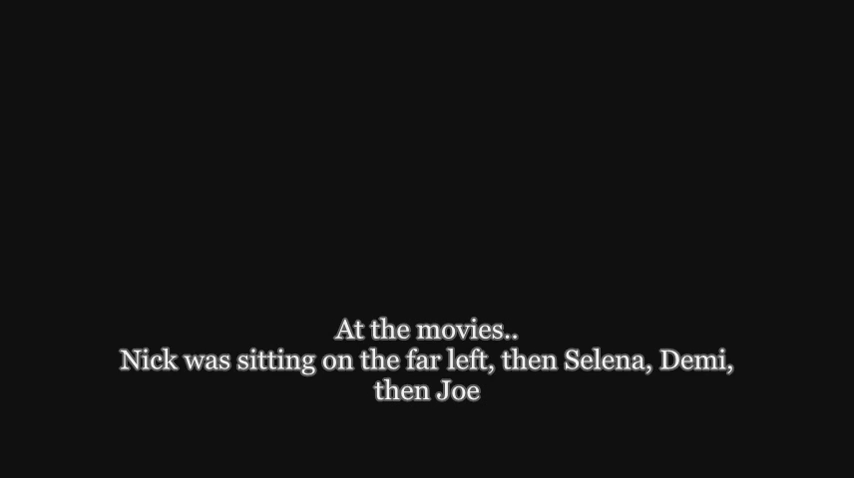 At the movies..
Nick was sitting on the far left, then Selena, Demi,
then Joe